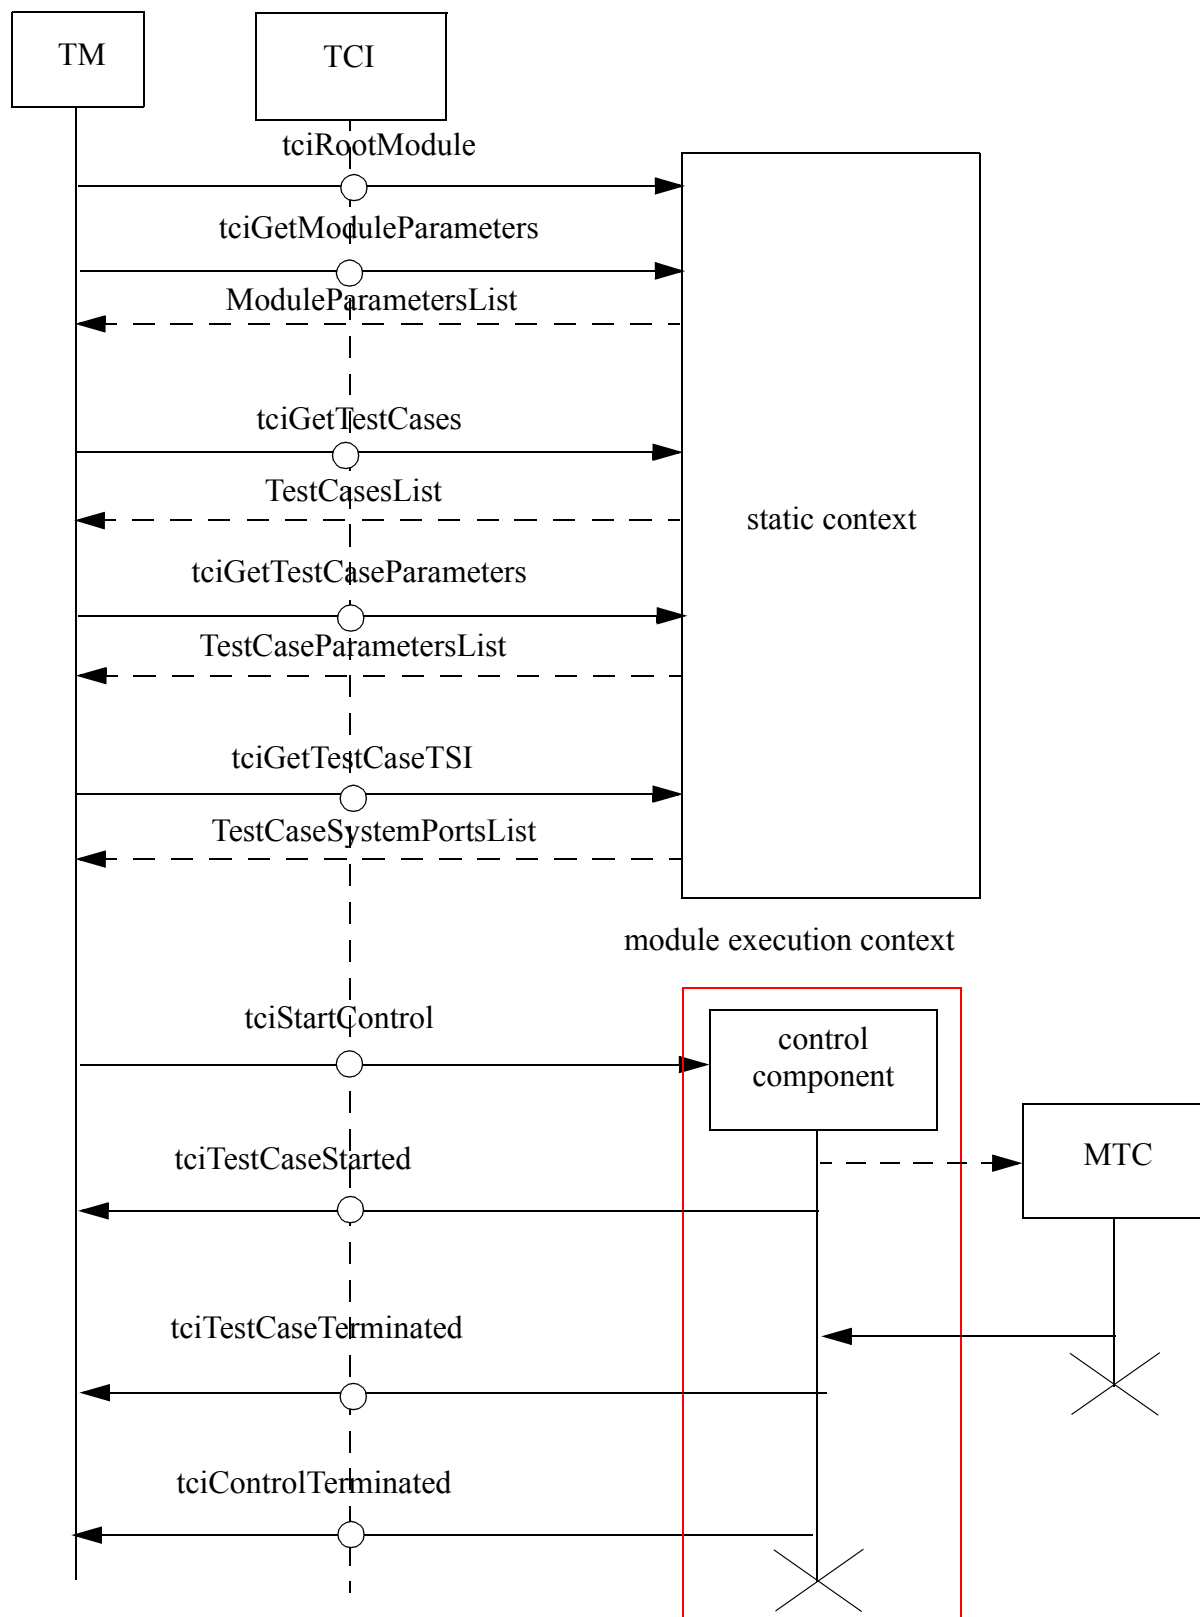 TM
TCI
tciRootModule
tciGetModuleParameters
ModuleParametersList
tciGetTestCases
TestCasesList
static context
tciGetTestCaseParameters
TestCaseParametersList
tciGetTestCaseTSI
TestCaseSystemPortsList
module execution context
tciStartControl
control
component
tciTestCaseStarted
MTC
tciTestCaseTerminated
tciControlTerminated